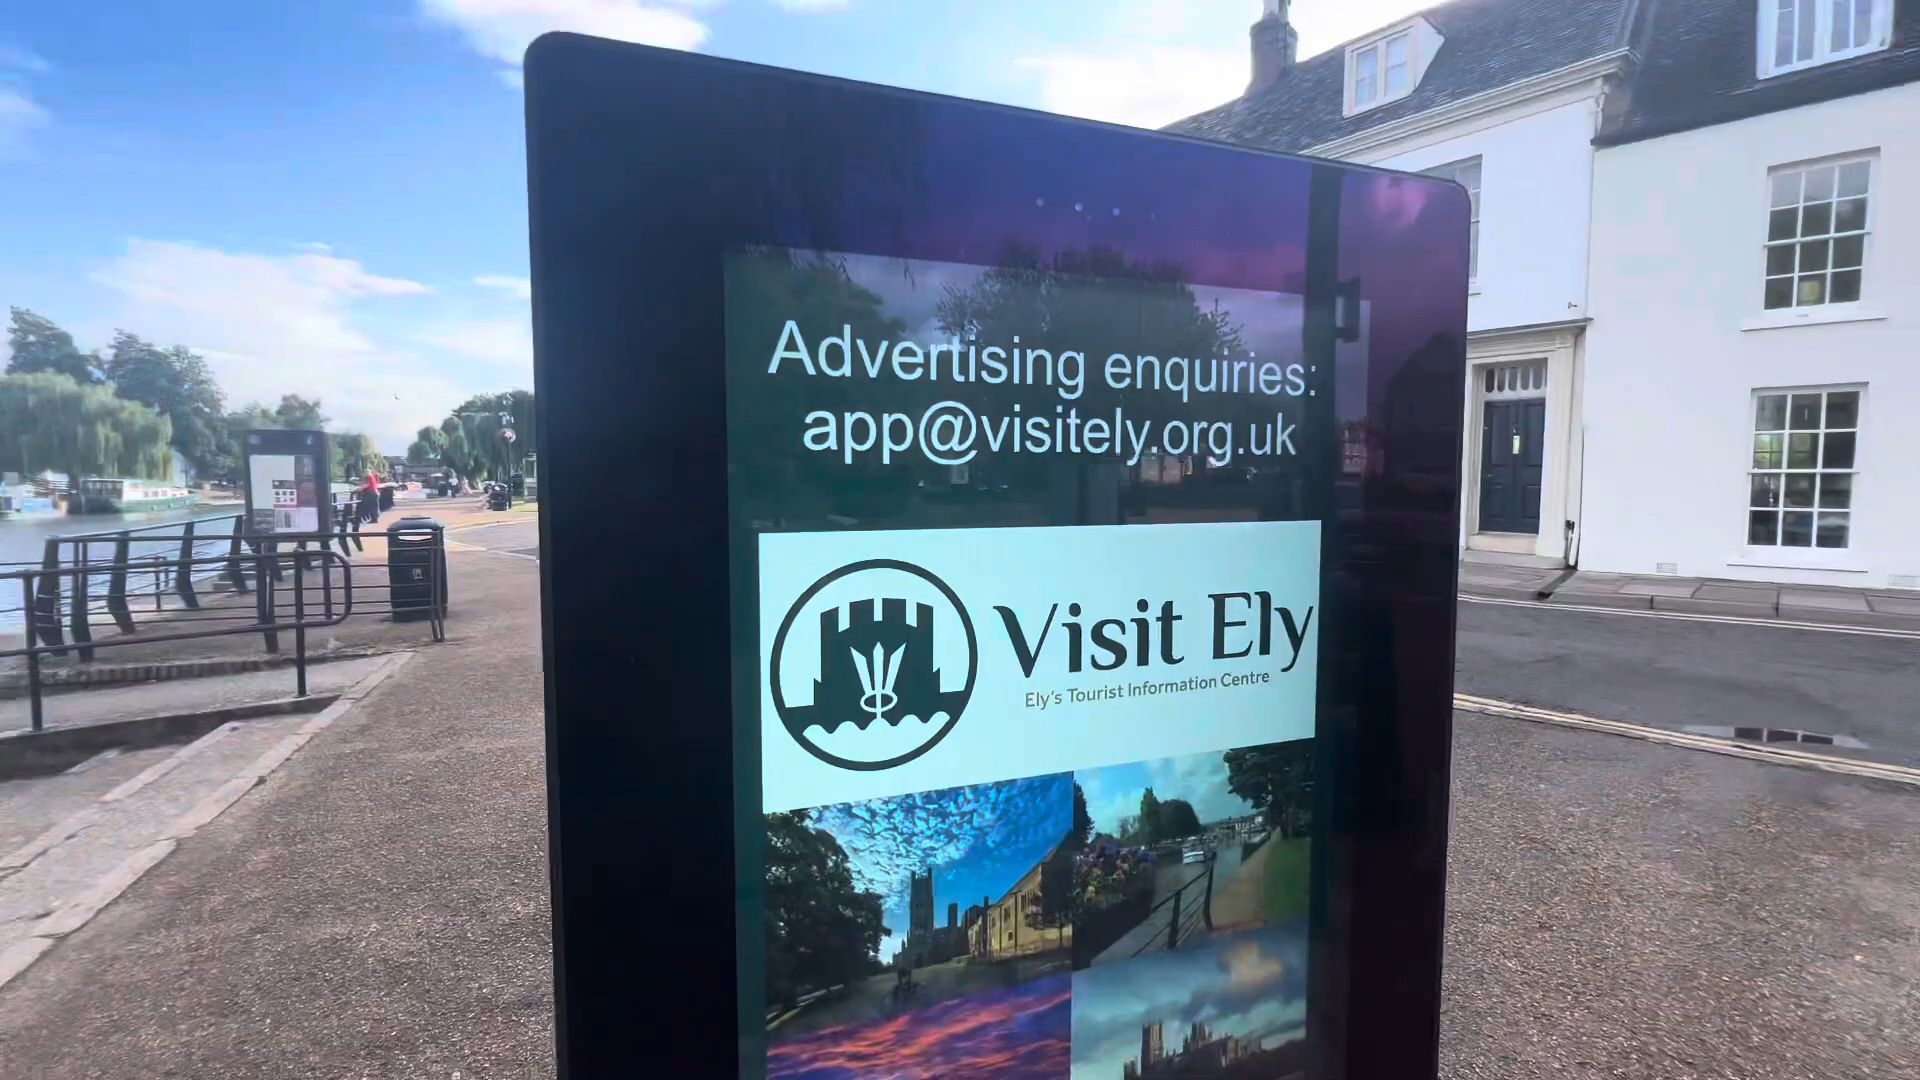 Advertising enquiries:
app@visitely.org.uk
Visit Ely
Ely's Tourist Information Centre